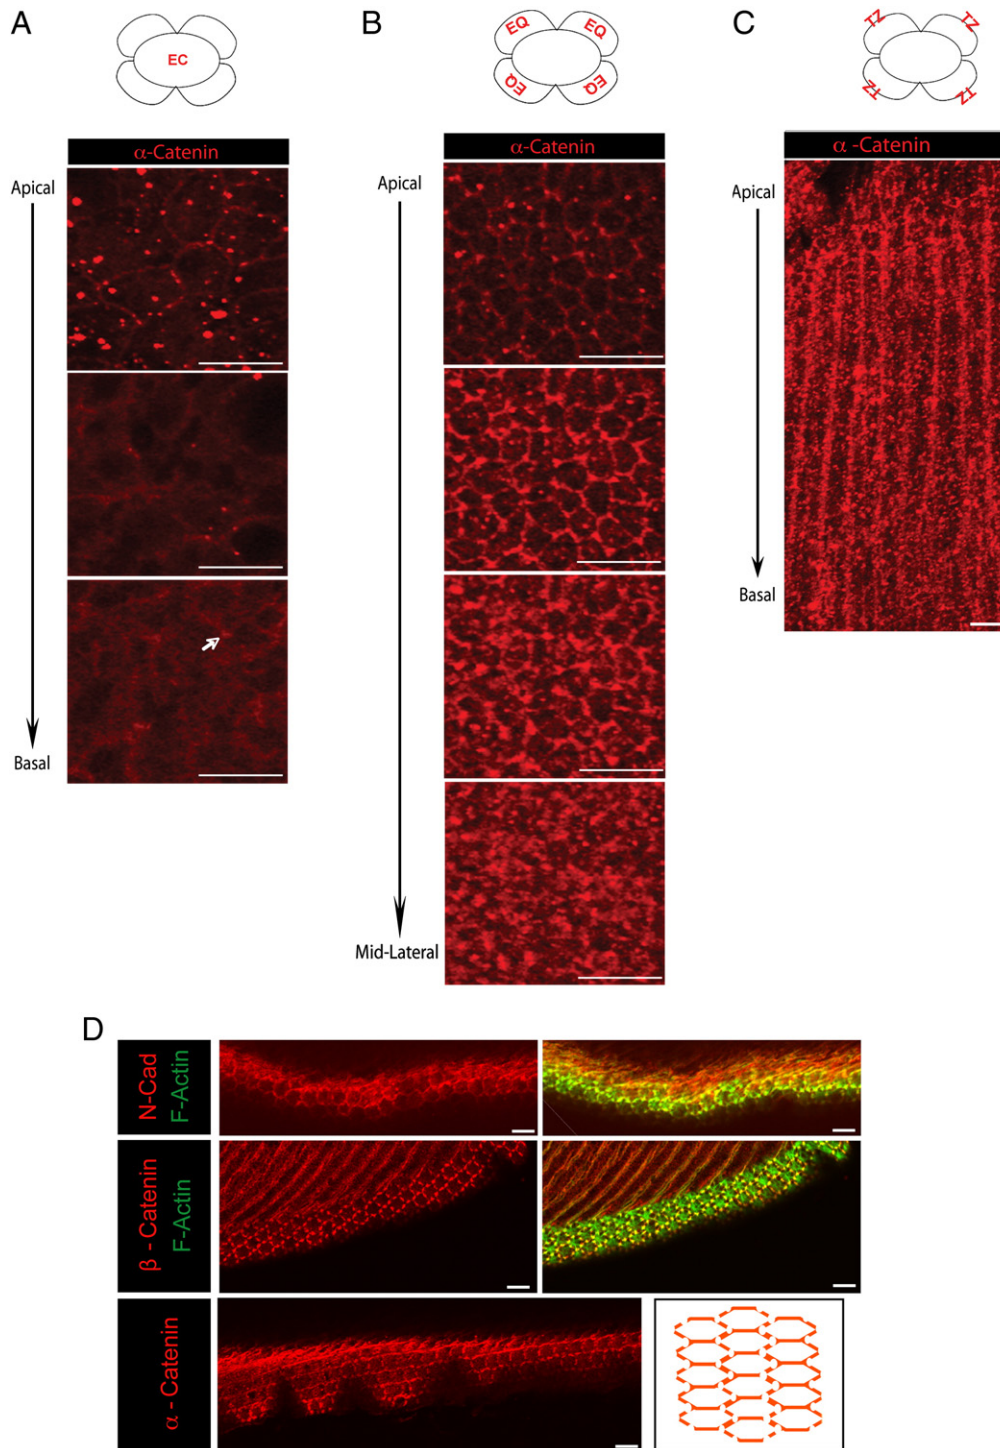 A
EC
α-Catenin
Apical
Basal
B
EQ EQ
EQ EQ
α-Catenin
Apical
Mid-Lateral
C
TZ TZ
TZ TZ
α -Catenin
Apical
Basal
D
N-Cad
F-Actin
β - Catenin
F-Actin
α - Catenin